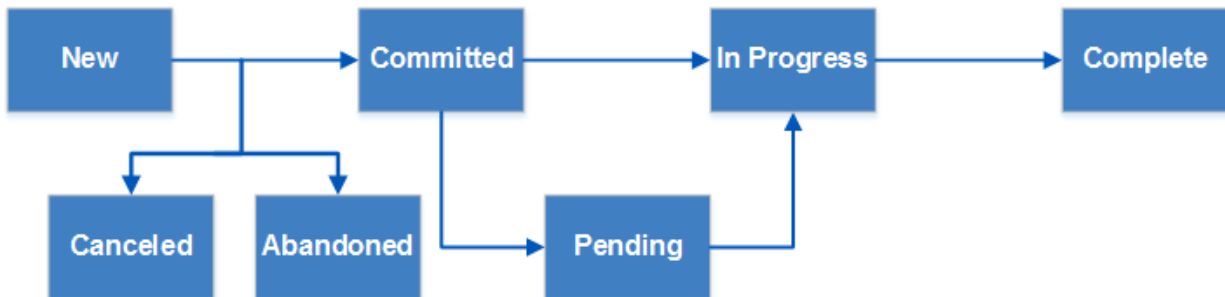 New
Committed
In Progress
Complete
Canceled
Abandoned
Pending